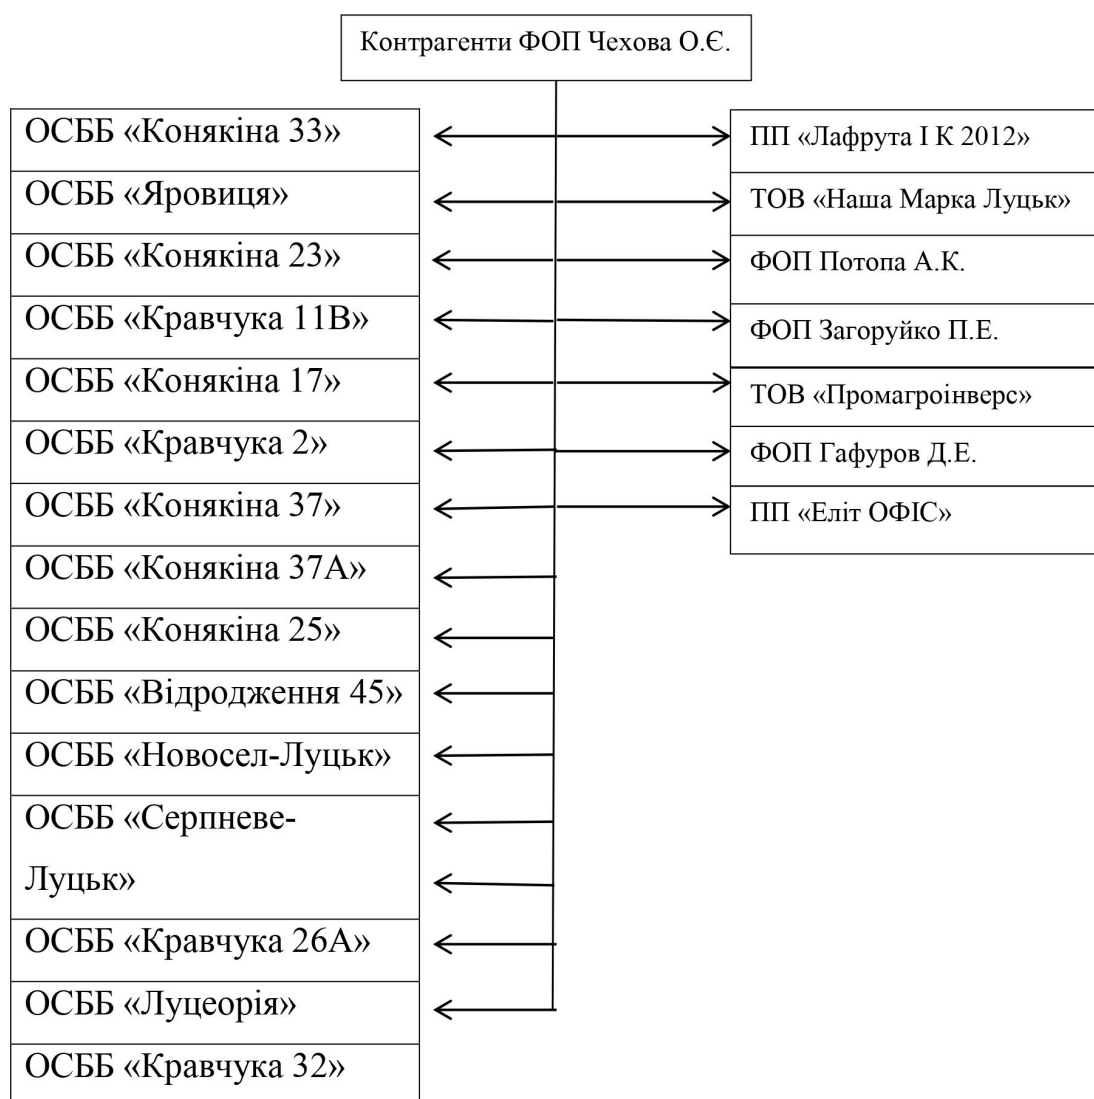 Контрагенти ФОП Чехова О.Є.
ОСББ «Конякіна 33»
ОСББ «Яровиця»
ОСББ «Конякіна 23»
ОСББ «Кравчука 11В»
ОСББ «Конякіна 17»
ОСББ «Кравчука 2»
ОСББ «Конякіна 37»
ОСББ «Конякіна 37А»
ОСББ «Конякіна 25»
ОСББ «Відродження 45»
ОСББ «Новосел-Луцьк»
ОСББ «Серпневе-
Луцьк»
ОСББ «Кравчука 26А»
ОСББ «Луцеорія»
ОСББ «Кравчука 32»
ПП «Лафрута І К 2012»
ТОВ «Наша Марка Луцьк»
ФОП Потопа А.К.
ФОП Загоруйко П.Е.
ТОВ «Промагроінверс»
ФОП Гафуров Д.Е.
ПП «Еліт ОФІС»